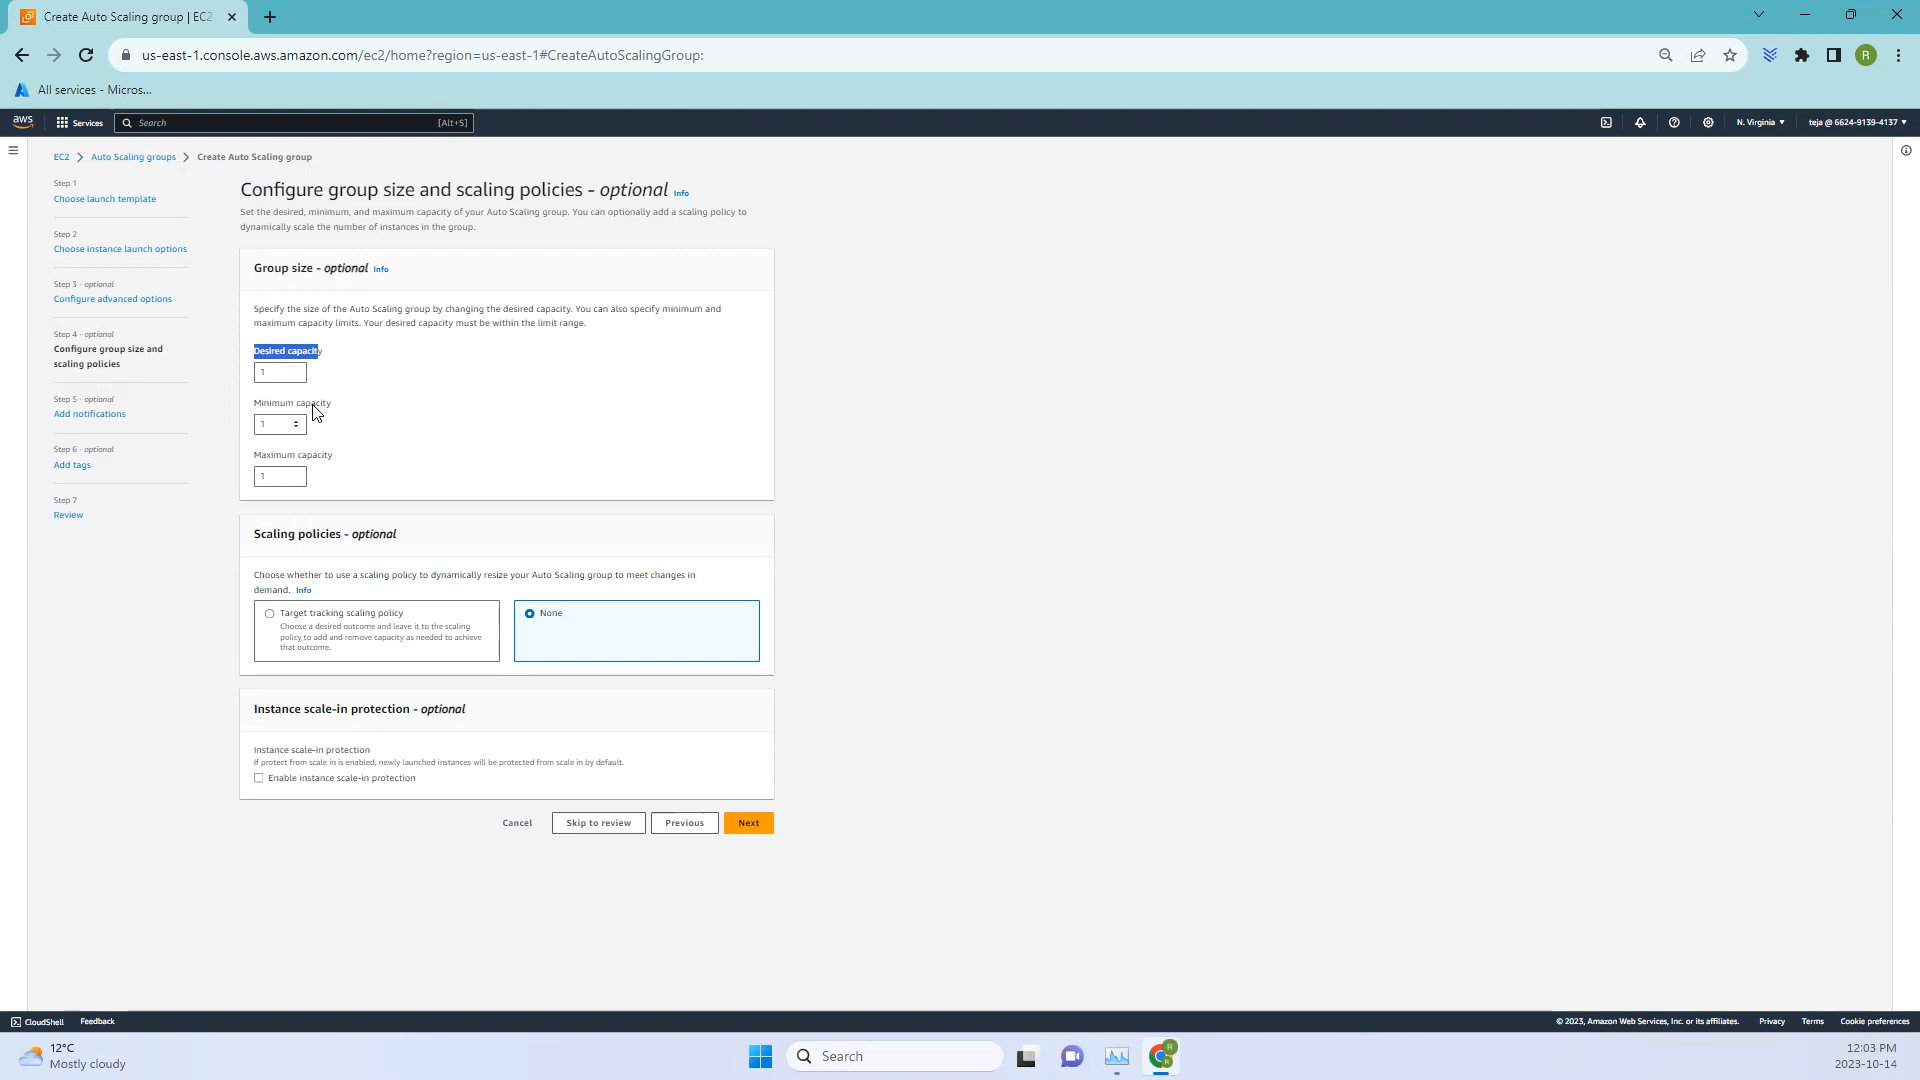 Create Auto Scaling group | EC2
us-east-1.console.aws.amazon.com/ec2/home?region=us-east-1#CreateAutoScalingGroup:
R
All services - Micros...
aws
Services
Search
[Alt+S]
N. Virginia
teja @ 6624-9139-4137
EC2
Auto Scaling groups
Create Auto Scaling group
Step 1
Choose launch template
Step 2
Choose instance launch options
Step 3 - optional
Configure advanced options
Step 4 - optional
Configure group size and
scaling policies
Step 5 - optional
Add notifications
Step 6 - optional
Add tags
Step 7
Review
Configure group size and scaling policies - optional Info
Set the desired, minimum, and maximum capacity of your Auto Scaling group. You can optionally add a scaling policy to
dynamically scale the number of instances in the group.
Group size - optional Info
Specify the size of the Auto Scaling group by changing the desired capacity. You can also specify minimum and
maximum capacity limits. Your desired capacity must be within the limit range.
Desired capacity
1
Minimum capacity
1
Maximum capacity
1
Scaling policies - optional
Choose whether to use a scaling policy to dynamically resize your Auto Scaling group to meet changes in
demand. Info
Target tracking scaling policy
Choose a desired outcome and leave it to the scaling
policy to add and remove capacity as needed to achieve
that outcome.
None
Instance scale-in protection - optional
Instance scale-in protection
If protect from scale in is enabled, newly launched instances will be protected from scale in by default.
Enable instance scale-in protection
Cancel
Skip to review
Previous
Next
CloudShell
Feedback
© 2023, Amazon Web Services, Inc. or its affiliates.
Privacy
Terms
Cookie preferences
12°C
Mostly cloudy
Search
R
R
12:03 PM
2023-10-14